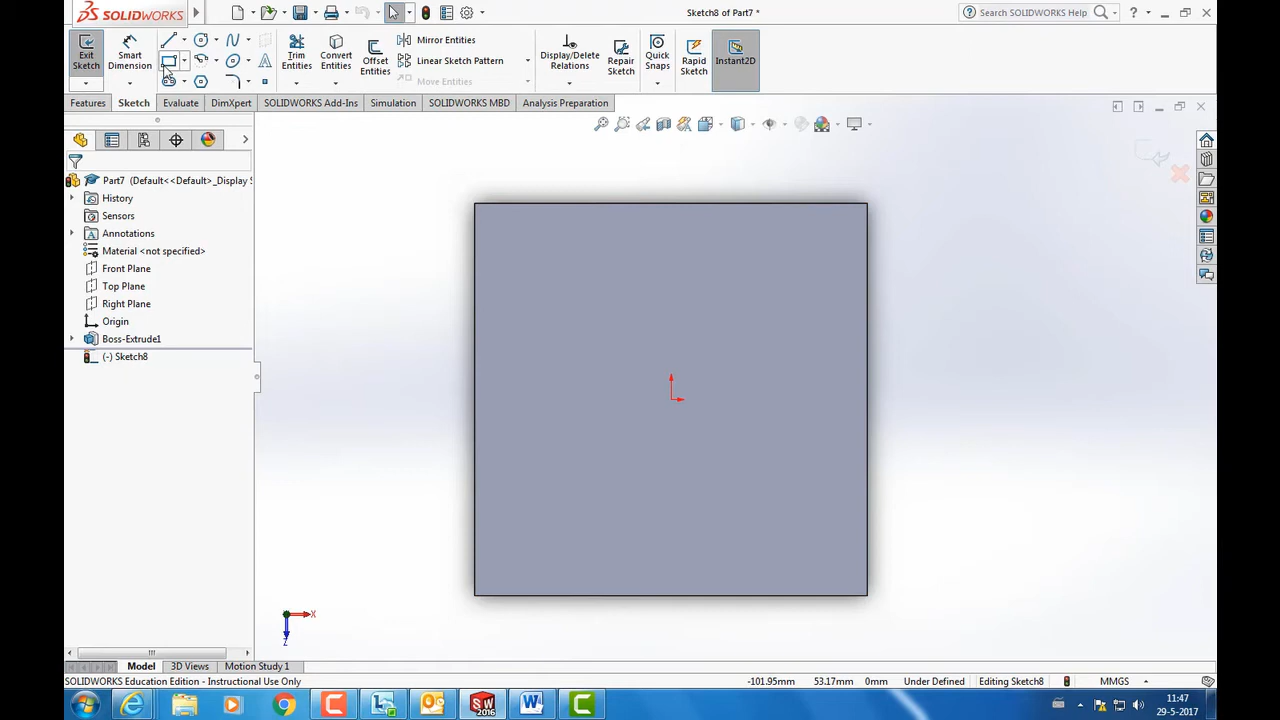 SOLIDWORKS
Sketch8 of Part7 *
Search SOLIDWORKS Help
?
Exit Sketch
Smart Dimension
Trim Entities
Convert Entities
Offset Entities
Mirror Entities
Linear Sketch Pattern
Move Entities
Display/Delete Relations
Repair Sketch
Quick Snaps
Rapid Sketch
Instant2D
Features
Sketch
Evaluate
DimXpert
SOLIDWORKS Add-Ins
Simulation
SOLIDWORKS MBD
Analysis Preparation
Part7 (Default<<Default>_Display S
History
Sensors
Annotations
Material <not specified>
Front Plane
Top Plane
Right Plane
Origin
Boss-Extrude1
(-) Sketch8
X
Z
Model
3D Views
Motion Study 1
SOLIDWORKS Education Edition - Instructional Use Only
-101.95mm
53.17mm
0mm
Under Defined
Editing Sketch8
MMGS
SW
2016
W
C
11:47
29-5-2017